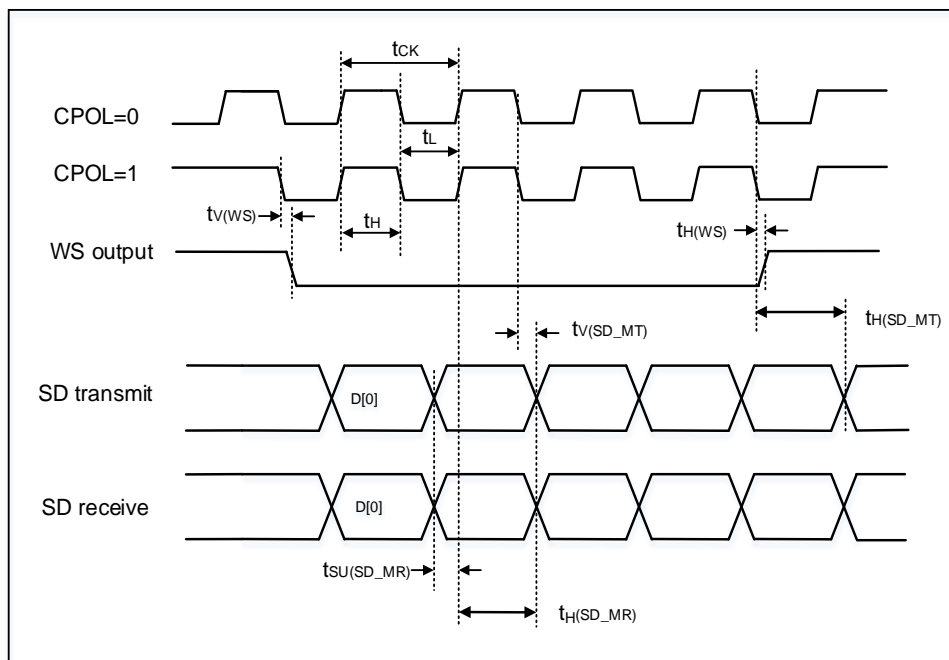 tCK
CPOL=0
tL
CPOL=1
tV(WS)
tH
tH(WS)
WS output
tH(SD_MT)
tV(SD_MT)
SD transmit
D[0]
SD receive
D[0]
tSU(SD_MR)
tH(SD_MR)